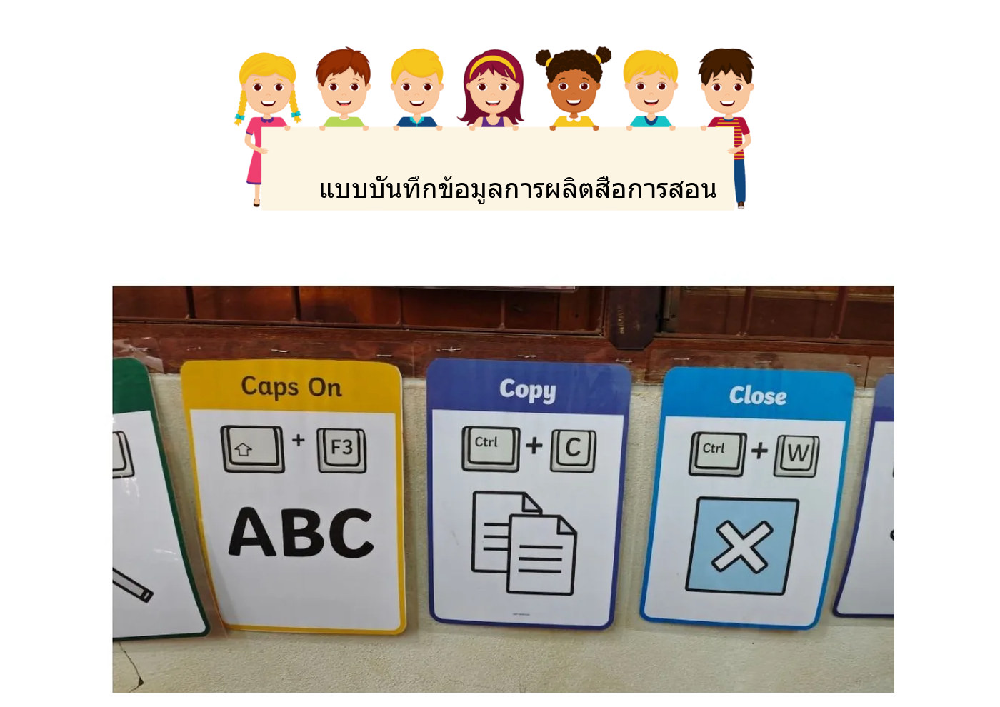 แบบบันทึกข้อมูลการผลิตสื่อการสอน
Caps On
+ F3
ABC
Copy
Ctrl + C
Close
Ctrl + W